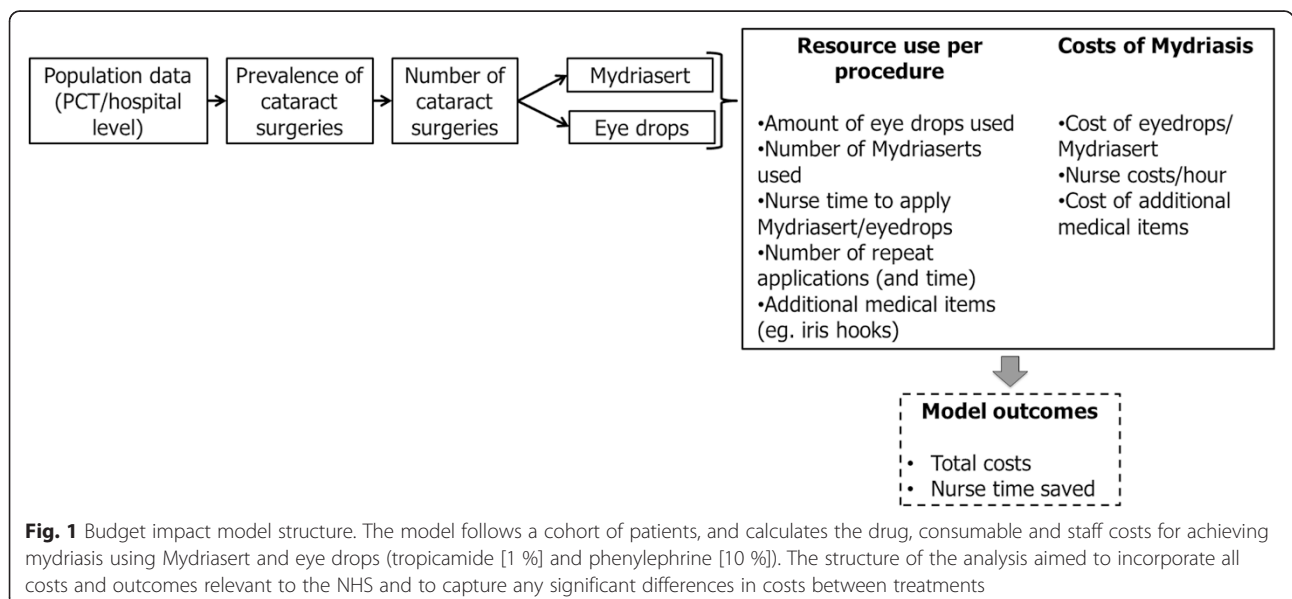 Population data
(PCT/hospital
level)
Prevalence of
cataract
surgeries
Number of
cataract
surgeries
Mydriasert
Eye drops
Resource use per
procedure
•Amount of eye drops used
•Number of Mydriaserts
used
•Nurse time to apply
Mydriasert/eyedrops
•Number of repeat
applications (and time)
•Additional medical items
(eg. iris hooks)
Costs of Mydriasis
•Cost of eyedrops/
Mydriasert
•Nurse costs/hour
•Cost of additional
medical items
Model outcomes
• Total costs
• Nurse time saved
Fig. 1 Budget impact model structure. The model follows a cohort of patients, and calculates the drug, consumable and staff costs for achieving
mydriasis using Mydriasert and eye drops (tropicamide [1 %] and phenylephrine [10 %]). The structure of the analysis aimed to incorporate all
costs and outcomes relevant to the NHS and to capture any significant differences in costs between treatments